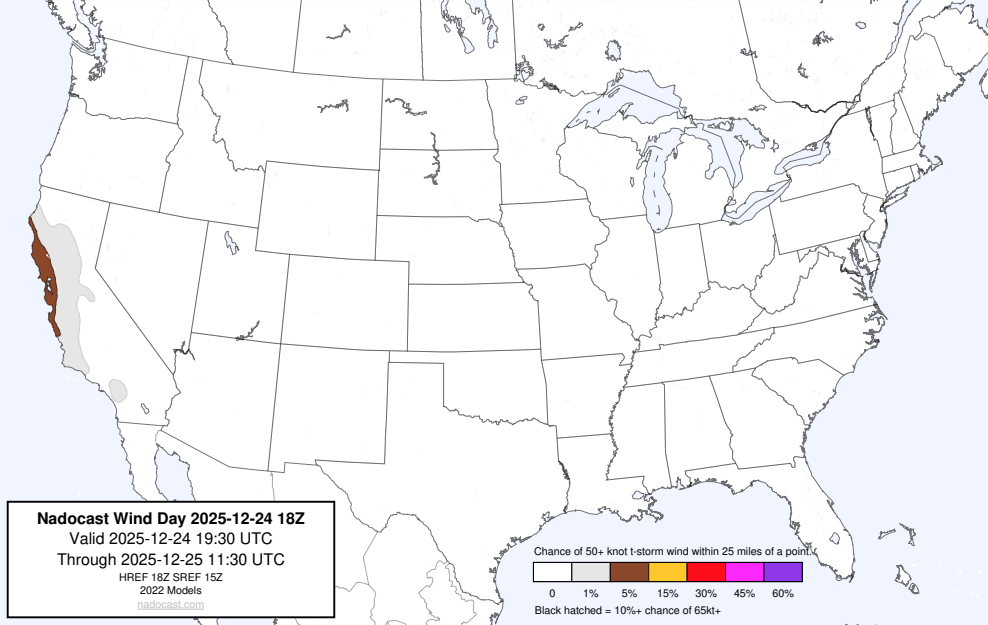 Nadocast Wind Day 2025-12-24 18Z
Valid 2025-12-24 19:30 UTC
Through 2025-12-25 11:30 UTC
HREF 18Z SREF 15Z
2022 Models
nadocast.com
Chance of 50+ knot t-storm wind within 25 miles of a point.
0 1% 5% 15% 30% 45% 60%
Black hatched = 10%+ chance of 65kt+